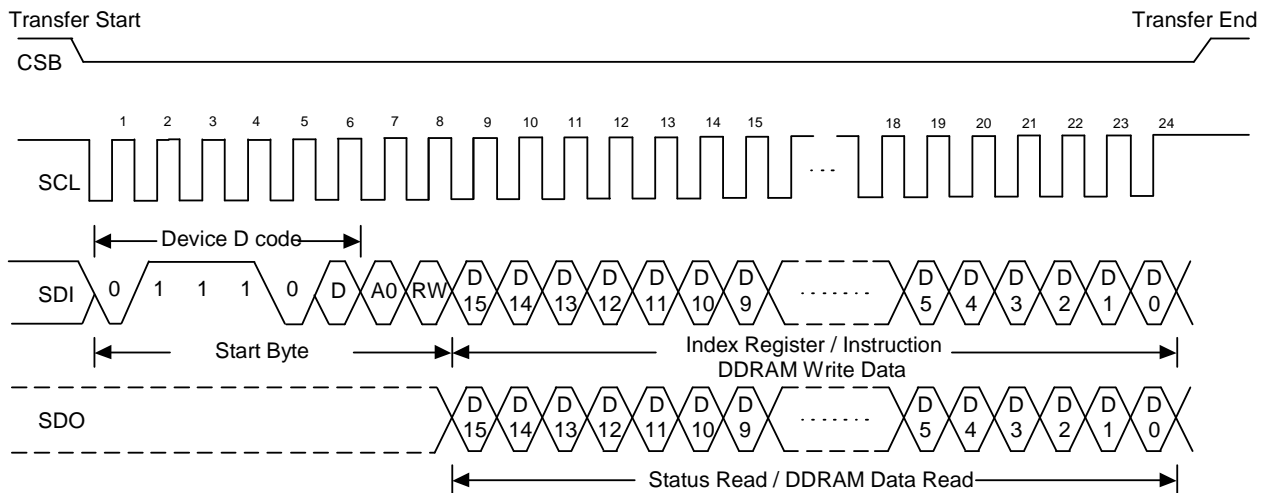 Transfer Start Transfer End
CSB
1 2 3 4 5 6 7 8 9 10 11 12 13 14 15 18 19 20 21 22 23 24
SCL
Device D code
SDI 0 1 1 1 0 D A0 RW D15 D14 D13 D12 D11 D10 D9 D5 D4 D3 D2 D1 D0
Start Byte Index Register / Instruction
DDRAM Write Data
SDO D15 D14 D13 D12 D11 D10 D9 D5 D4 D3 D2 D1 D0
Status Read / DDRAM Data Read